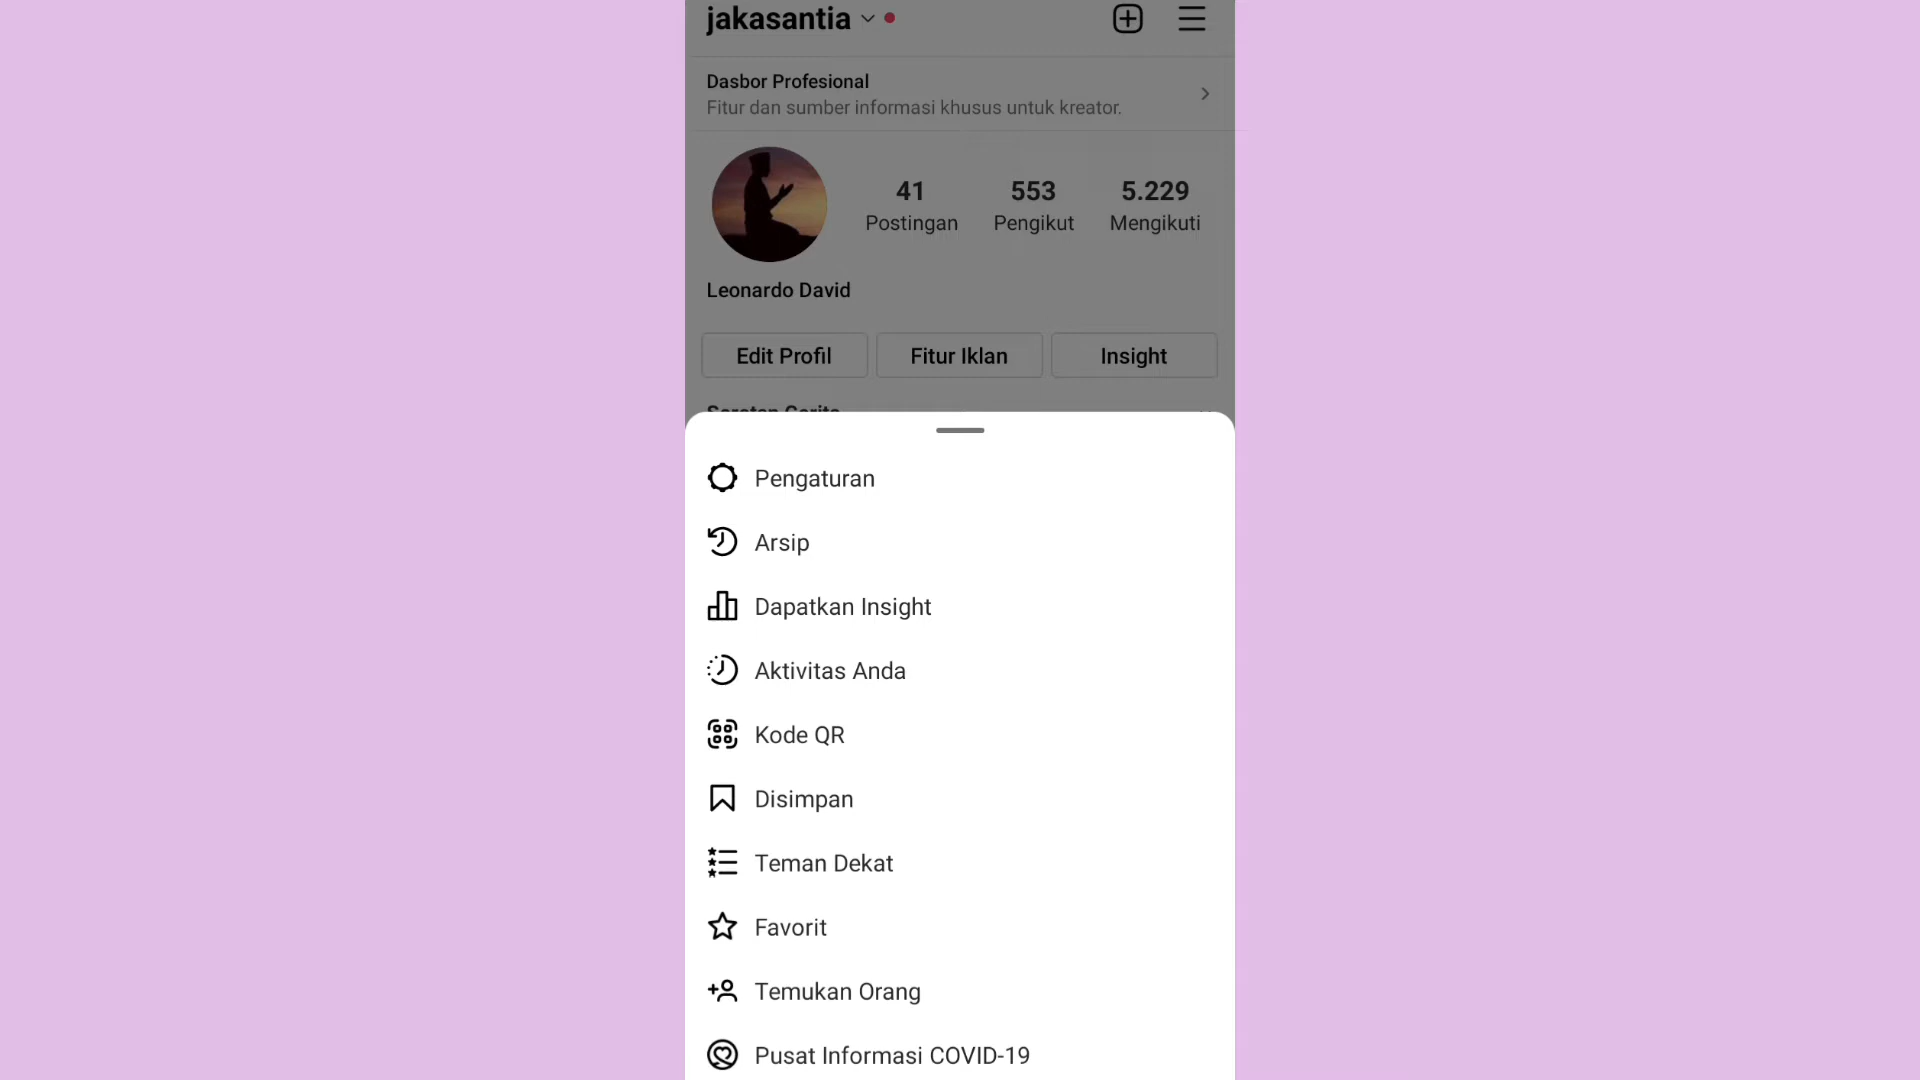 jakasantia
Dasbor Profesional
Fitur dan sumber informasi khusus untuk kreator.
41 553 5.229
Postingan Pengikut Mengikuti
Leonardo David
Edit Profil Fitur Iklan Insight
Sorotan Cerita
Pengaturan
Arsip
Dapatkan Insight
Aktivitas Anda
Kode QR
Disimpan
Teman Dekat
Favorit
Temukan Orang
Pusat Informasi COVID-19